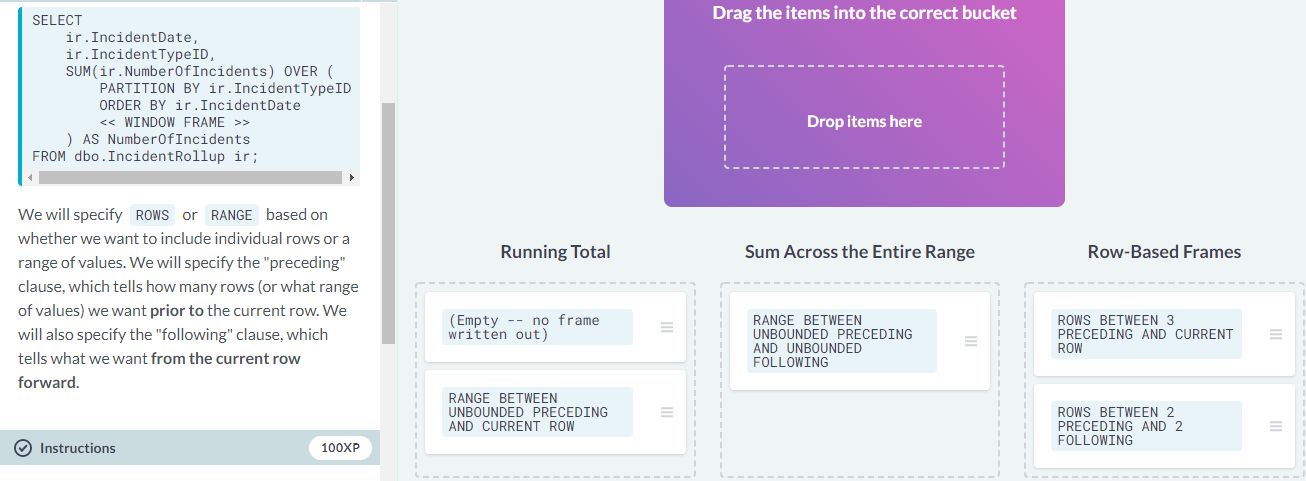 SELECT
ir.IncidentDate,
ir.IncidentTypeID,
SUM(ir.NumberOfIncidents) OVER (
PARTITION BY ir.IncidentTypeID
ORDER BY ir.IncidentDate
<< WINDOW FRAME >>
) AS NumberOfIncidents
FROM dbo.IncidentRollup ir;
We will specify ROWS or RANGE based on
whether we want to include individual rows or a
range of values. We will specify the "preceding"
clause, which tells how many rows (or what range
of values) we want prior to the current row. We
will also specify the "following" clause, which
tells what we want from the current row
forward.
Instructions
100XP
Drag the items into the correct bucket
Drop items here
Running Total
(Empty -- no frame
written out)
RANGE BETWEEN
UNBOUNDED PRECEDING
AND CURRENT ROW
Sum Across the Entire Range
RANGE BETWEEN
UNBOUNDED PRECEDING
AND UNBOUNDED
FOLLOWING
Row-Based Frames
ROWS BETWEEN 3
PRECEDING AND CURRENT
ROW
ROWS BETWEEN 2
PRECEDING AND 2
FOLLOWING